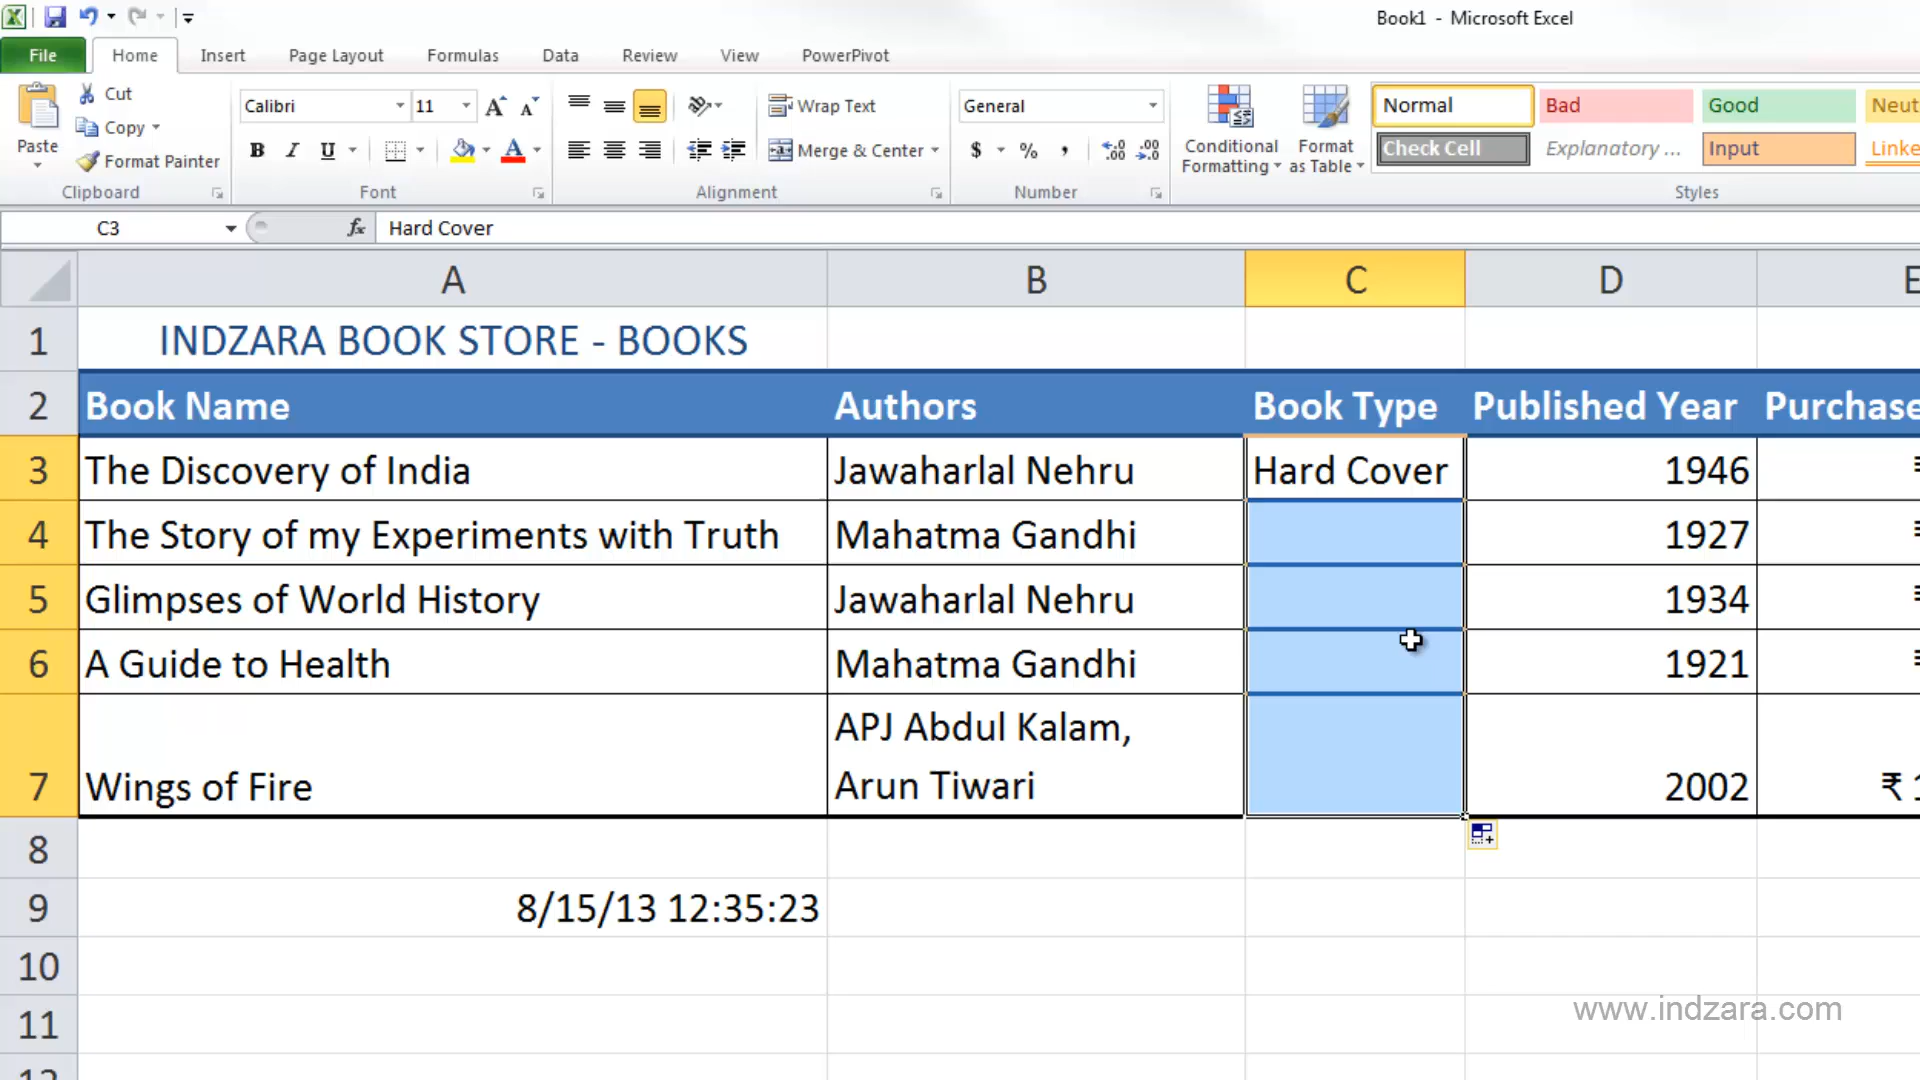 Book1 - Microsoft Excel
File Home Insert Page Layout Formulas Data Review View PowerPivot
Paste
Cut
Copy
Format Painter
Clipboard
Calibri 11
B I U A
Font
Wrap Text
Merge & Center
Alignment
General
$ % , .00 .00
Number
Conditional Formatting
Format as Table
Normal Bad Good
Check Cell Explanatory ... Input
Styles
C3 fx Hard Cover
A B C D E
1 INDZARA BOOK STORE - BOOKS
2 Book Name Authors Book Type Published Year Purchase
3 The Discovery of India Jawaharlal Nehru Hard Cover 1946
4 The Story of my Experiments with Truth Mahatma Gandhi 1927
5 Glimpses of World History Jawaharlal Nehru 1934
6 A Guide to Health Mahatma Gandhi 1921
APJ Abdul Kalam,
7 Wings of Fire Arun Tiwari 2002 ₹ 1
8
9 8/15/13 12:35:23
10
11
12
www.indzara.com